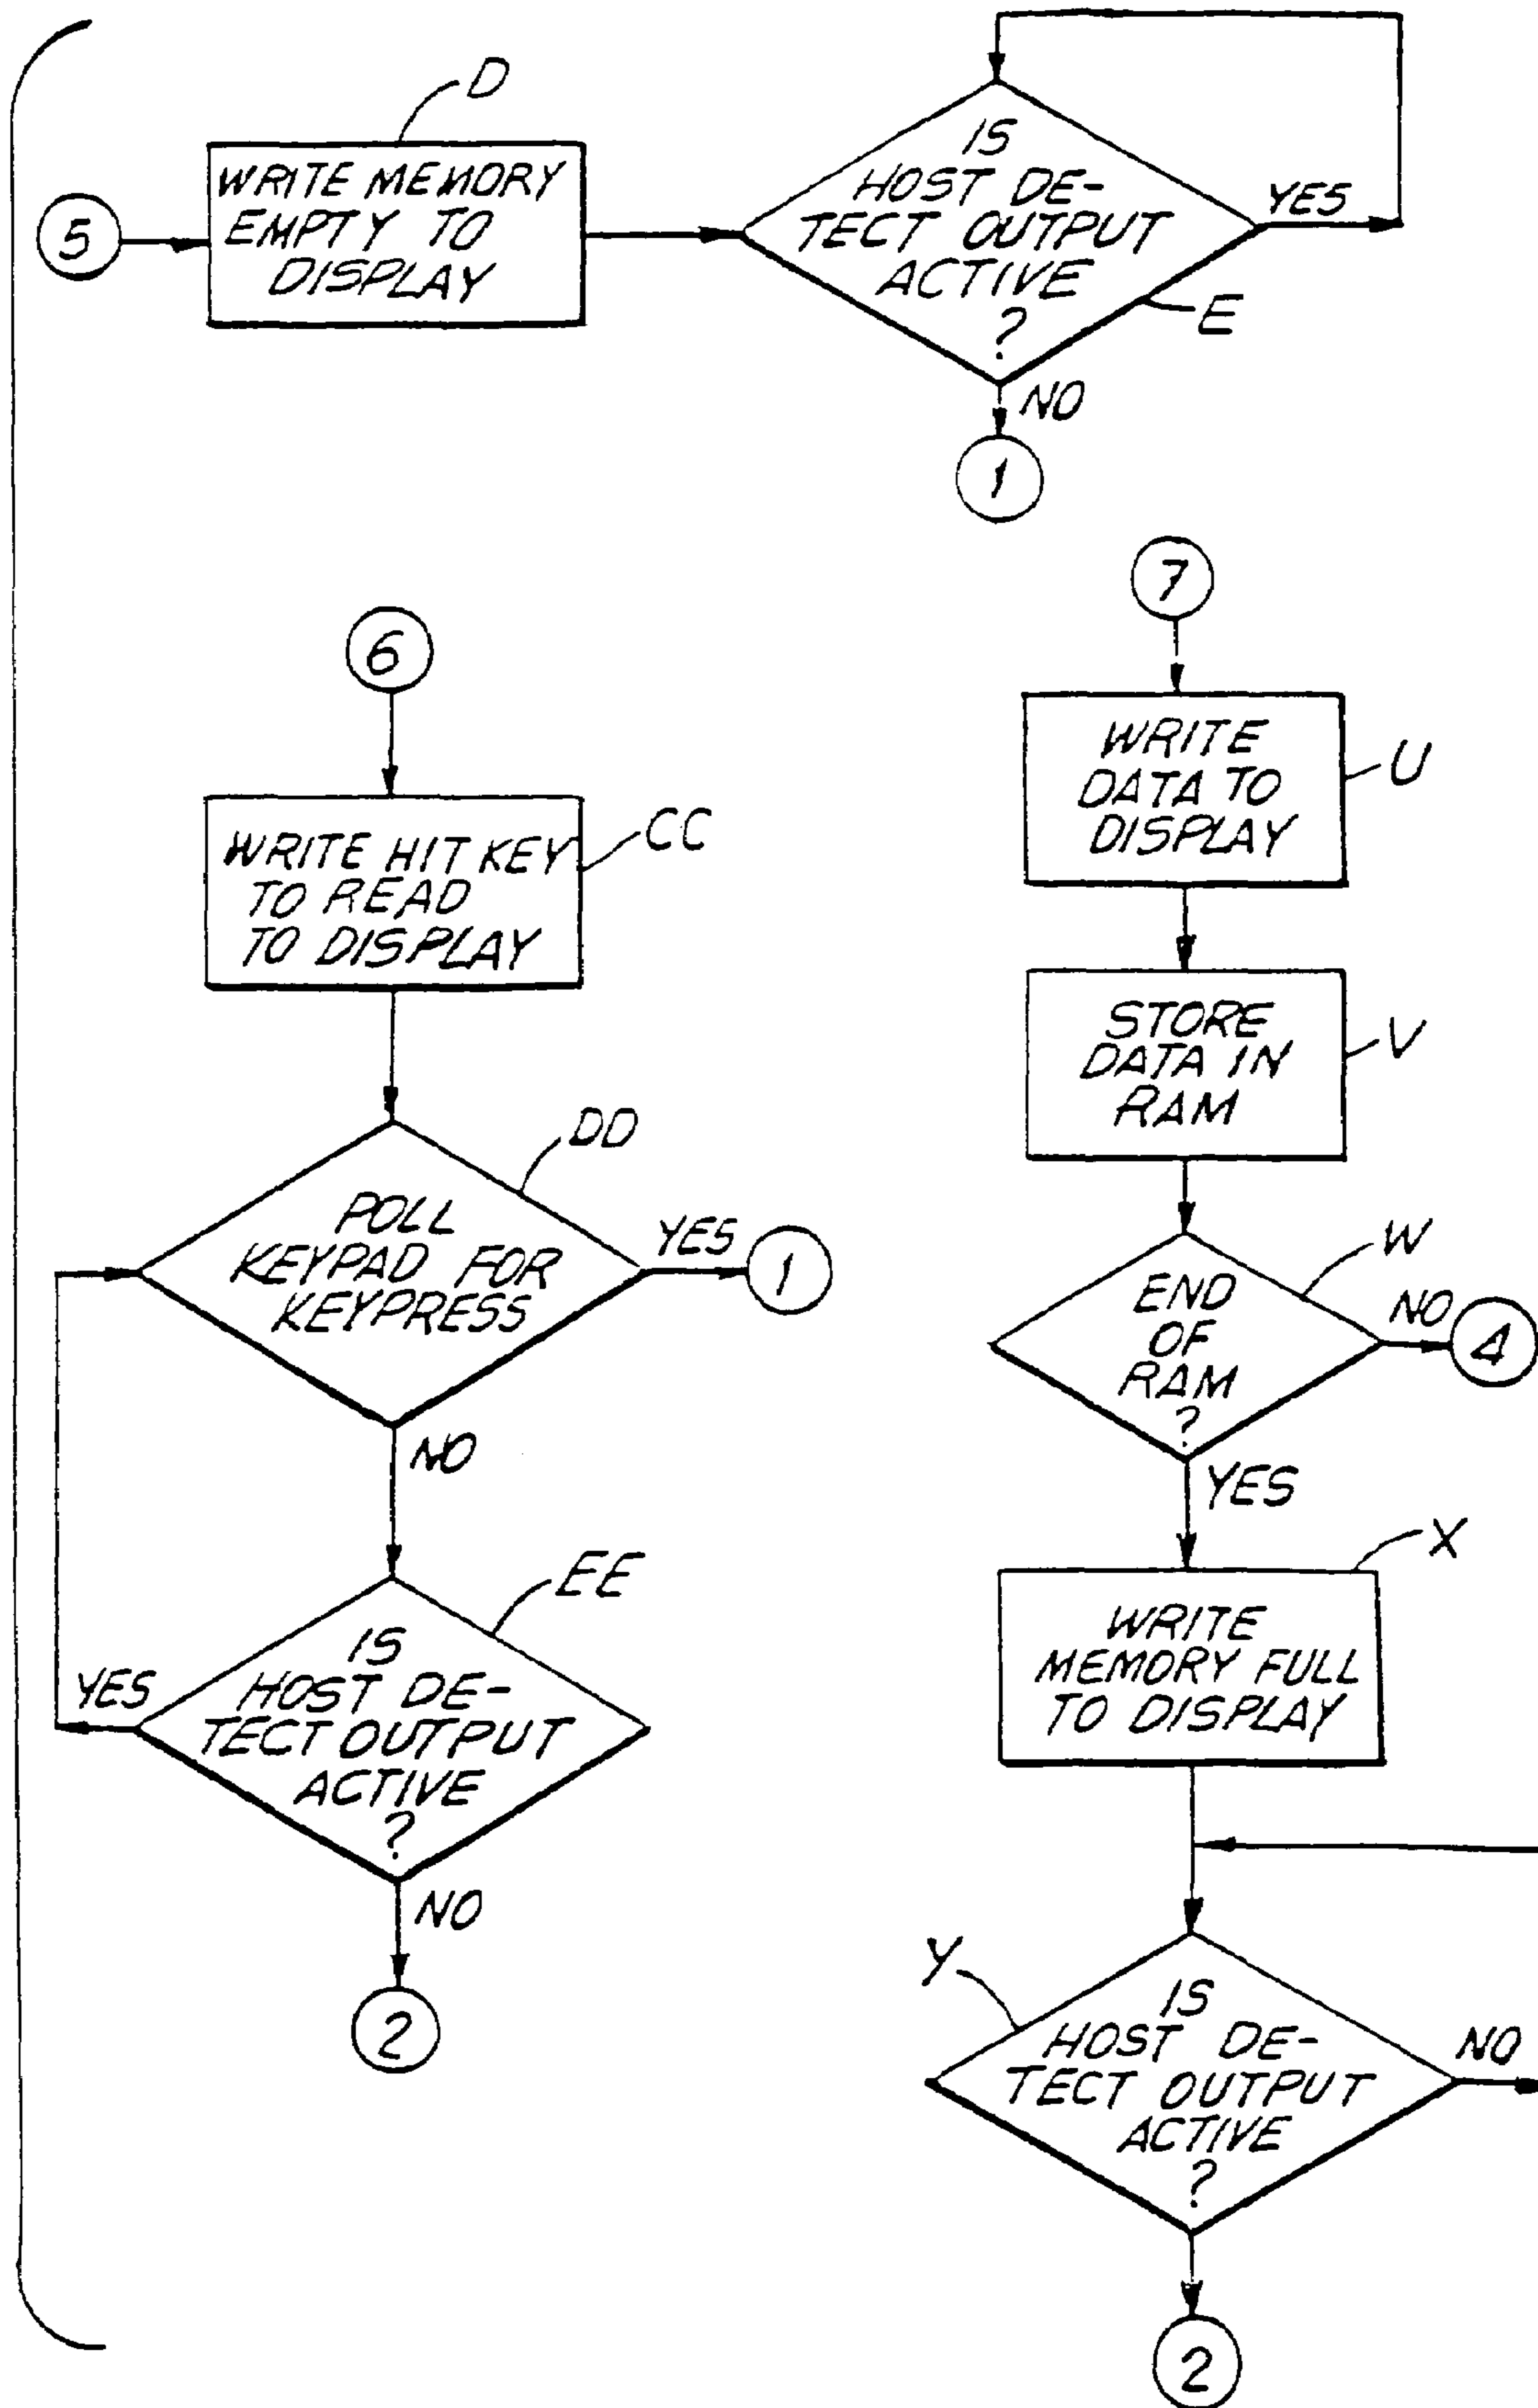 D
5
WRITE MEMORY
EMPTY TO
DISPLAY
IS
HOST DE-
TECT OUTPUT
ACTIVE
?
YES
E
NO
1
6
WRITE HIT KEY
TO READ
TO DISPLAY
CC
POLL
KEYPAD FOR
KEYPRESS
DD
YES
1
NO
IS
HOST DE-
TECT OUTPUT
ACTIVE
?
EE
YES
NO
2
7
WRITE
DATA TO
DISPLAY
U
STORE
DATA IN
RAM
V
END
OF
RAM
?
W
NO
4
YES
WRITE
MEMORY FULL
TO DISPLAY
X
IS
HOST DE-
TECT OUTPUT
ACTIVE
?
Y
NO
2